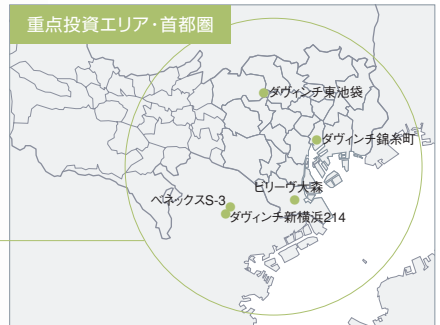 重点投資エリア・首都圏
ダヴィンチ東池袋
ダヴィンチ錦糸町
ビリーヴ大森
ベネックスS-3
ダヴィンチ新横浜214